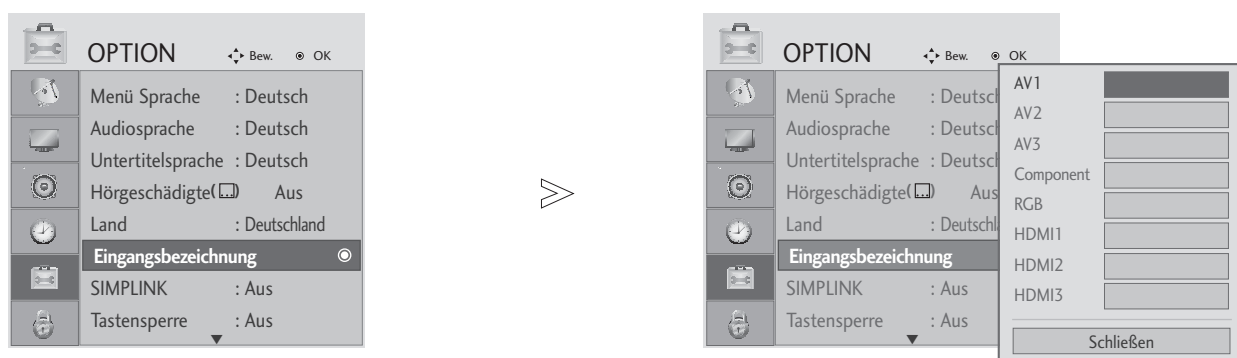 OPTION Bew. OK
Menü Sprache : Deutsch
Audiosprache : Deutsch
Untertitelsprache : Deutsch
Hörgeschädigte( ) Aus
Land : Deutschland
Eingangsbezeichnung
SIMPLINK : Aus
Tastensperre : Aus
OPTION Bew. OK
Menü Sprache : Deutsch
Audiosprache : Deutsch
Untertitelsprache : Deutsch
Hörgeschädigte( ) Aus
Land : Deutschl
Eingangsbezeichnung
SIMPLINK : Aus
Tastensperre : Aus
AV1
AV2
AV3
Component
RGB
HDMI1
HDMI2
HDMI3
Schließen